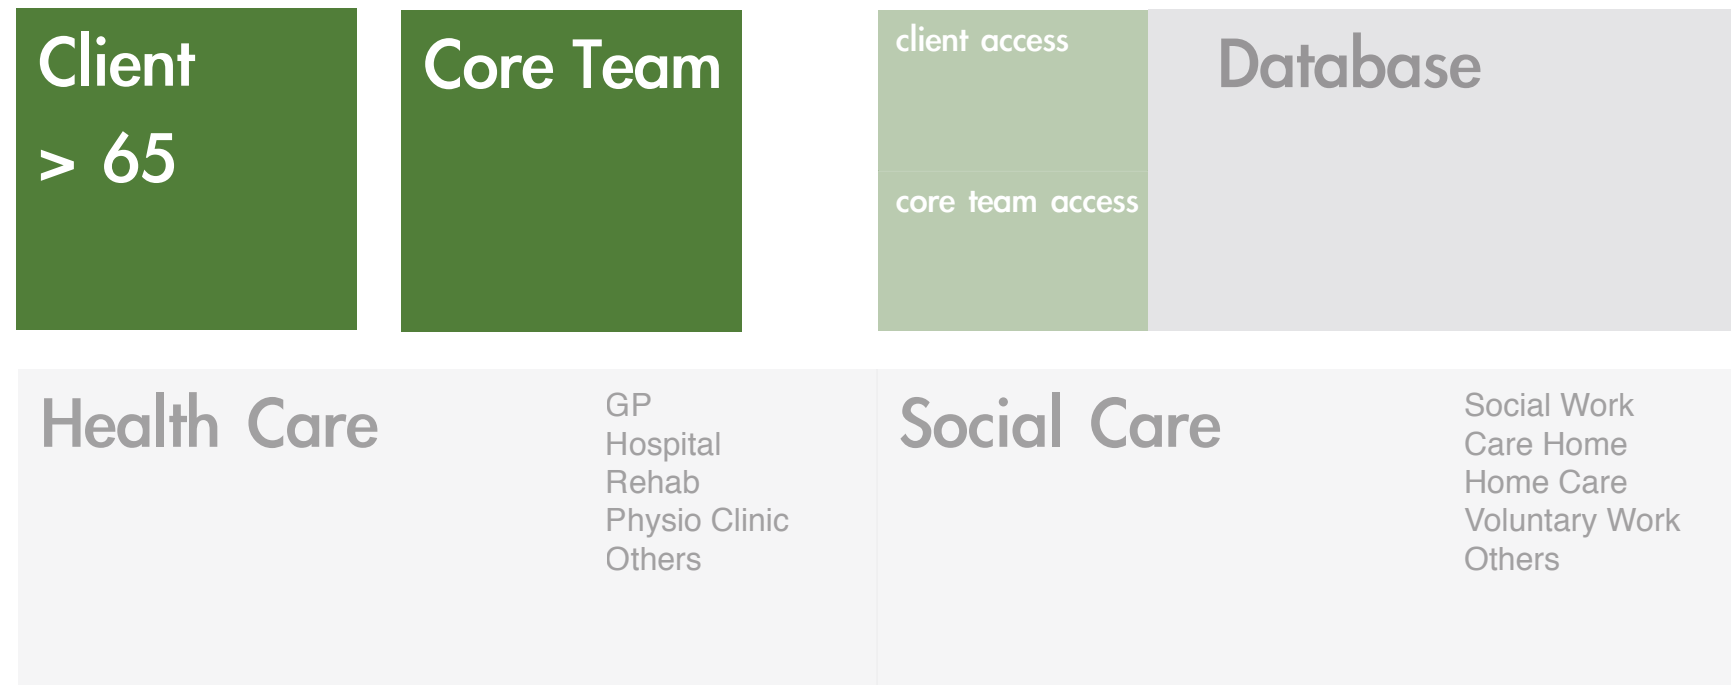 Client
> 65
Core Team
client access
core team access
Database
Health Care
GP
Hospital
Rehab
Physio Clinic
Others
Social Care
Social Work
Care Home
Home Care
Voluntary Work
Others